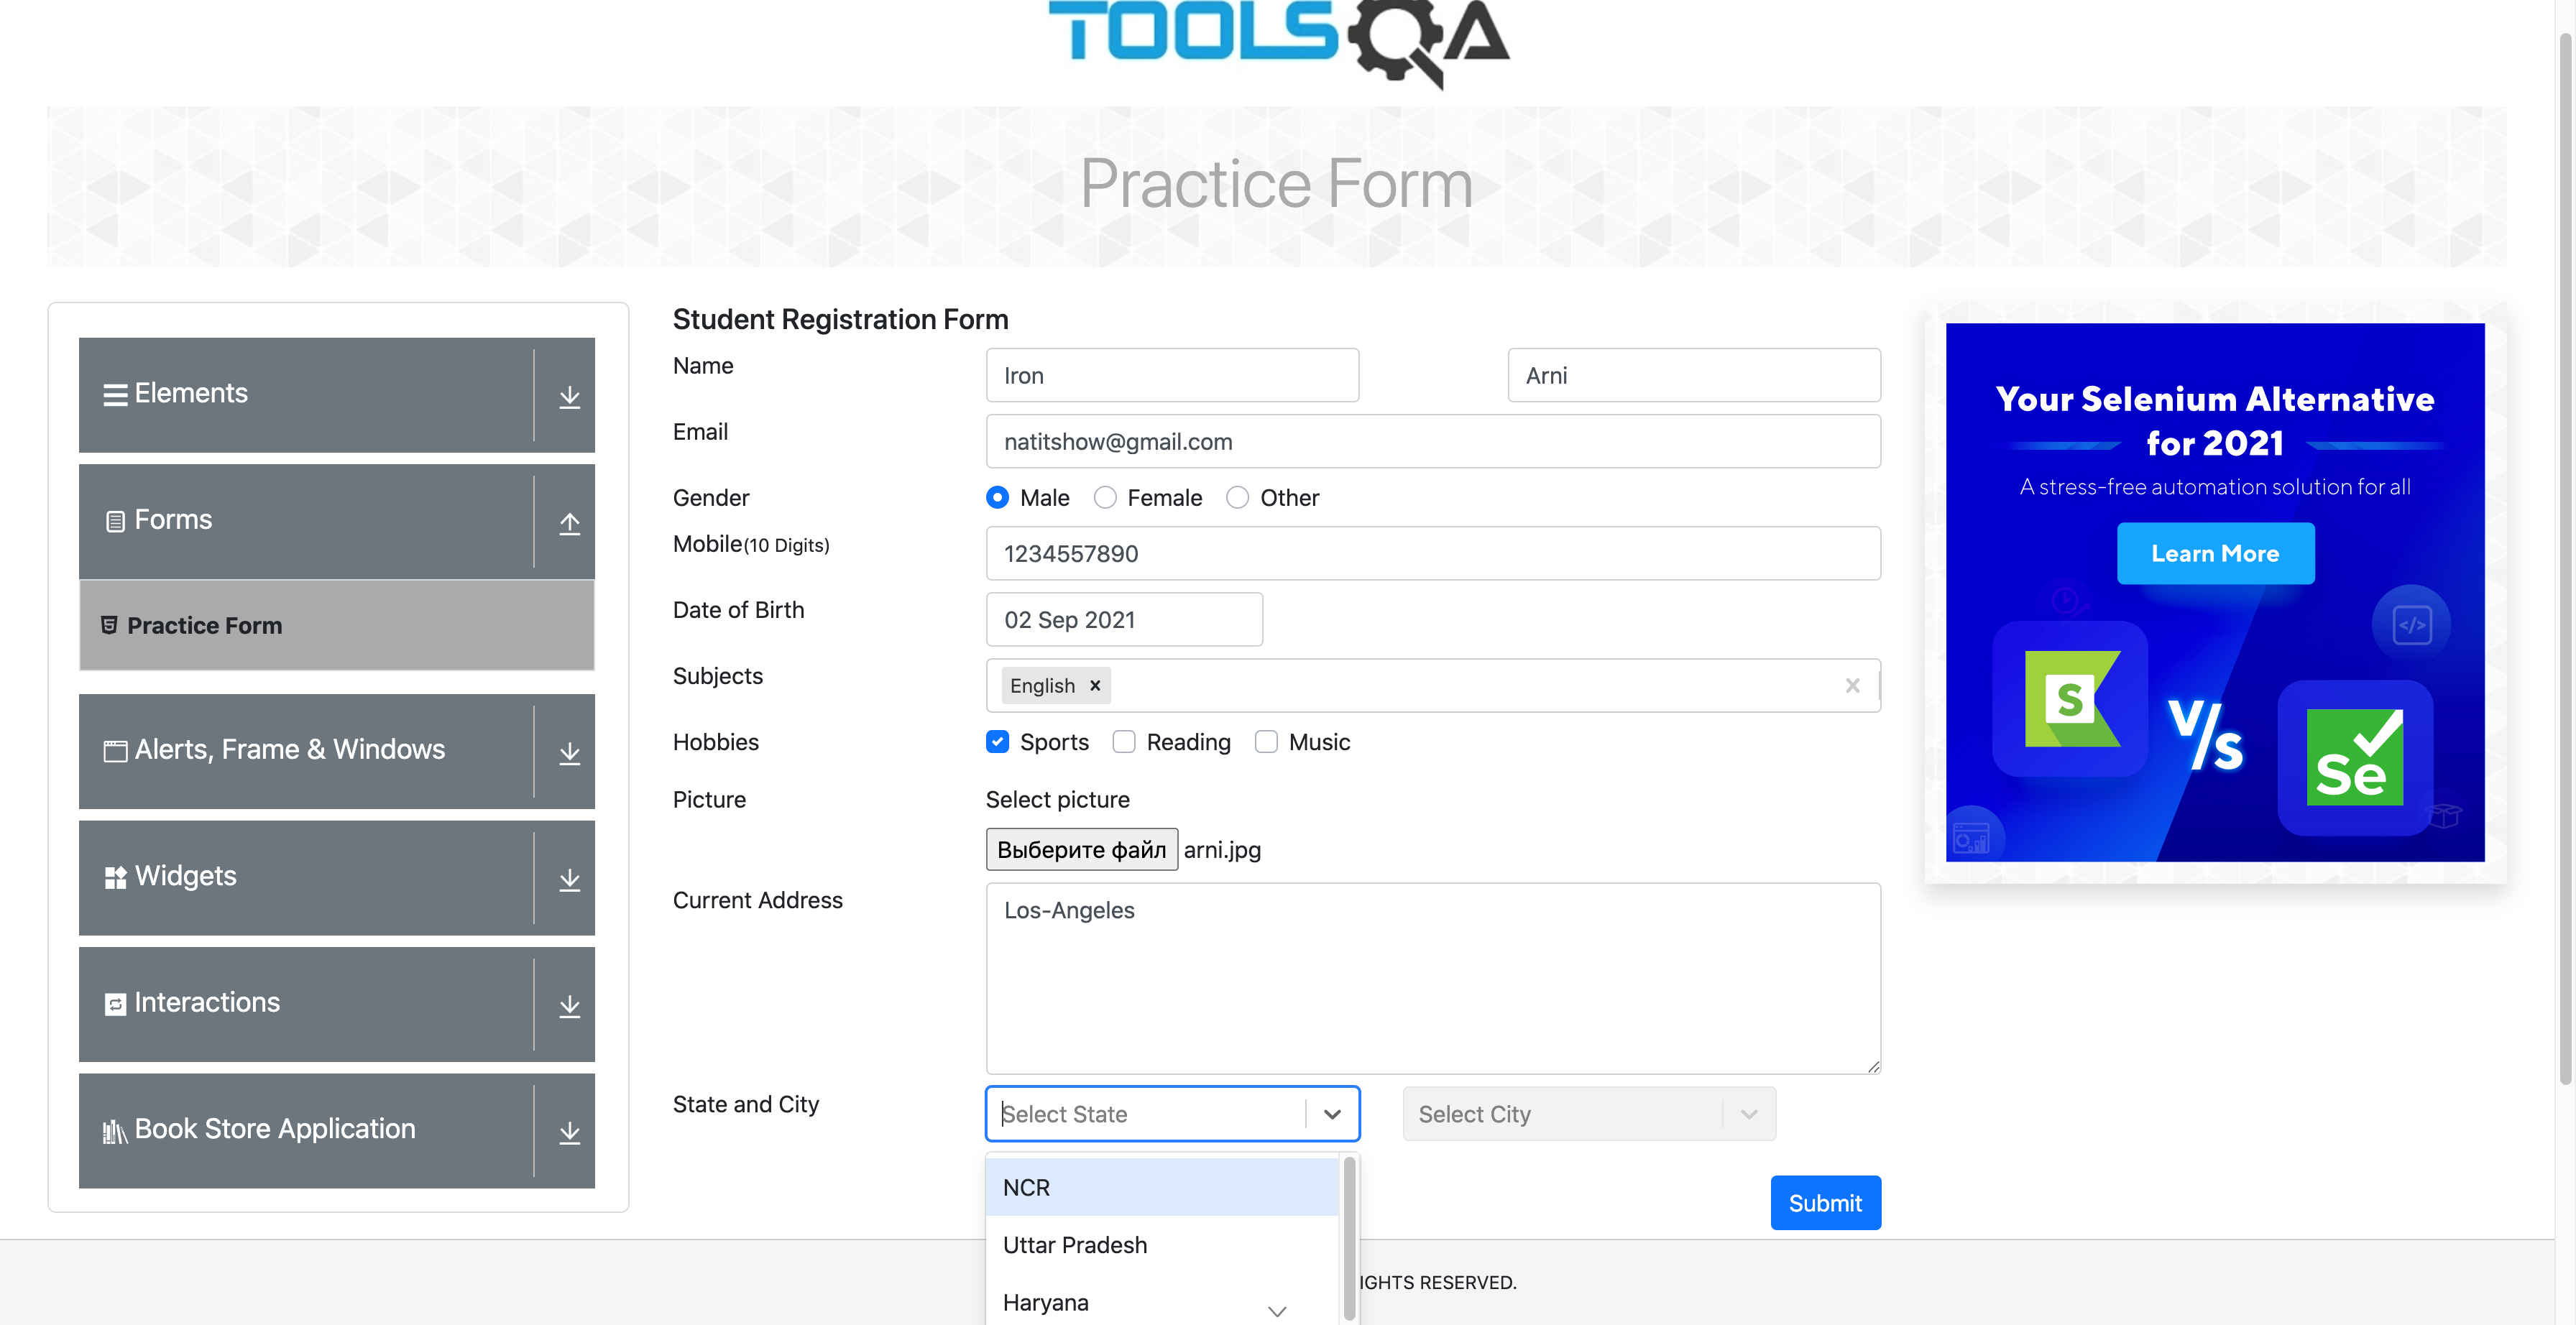 TOOLSQA
Practice Form
Elements
Forms
Practice Form
Alerts, Frame & Windows
Widgets
Interactions
Book Store Application
Student Registration Form
Name
Iron
Arni
Email
natitshow@gmail.com
Gender
Male
Female
Other
Mobile(10 Digits)
1234557890
Date of Birth
02 Sep 2021
Subjects
English
Hobbies
Sports
Reading
Music
Picture
Select picture
Выберите файл arni.jpg
Current Address
Los-Angeles
State and City
Select State
Select City
NCR
Uttar Pradesh
Haryana
Submit
IGHTS RESERVED.
Your Selenium Alternative
for 2021
A stress-free automation solution for all
Learn More
S
V/s
Se